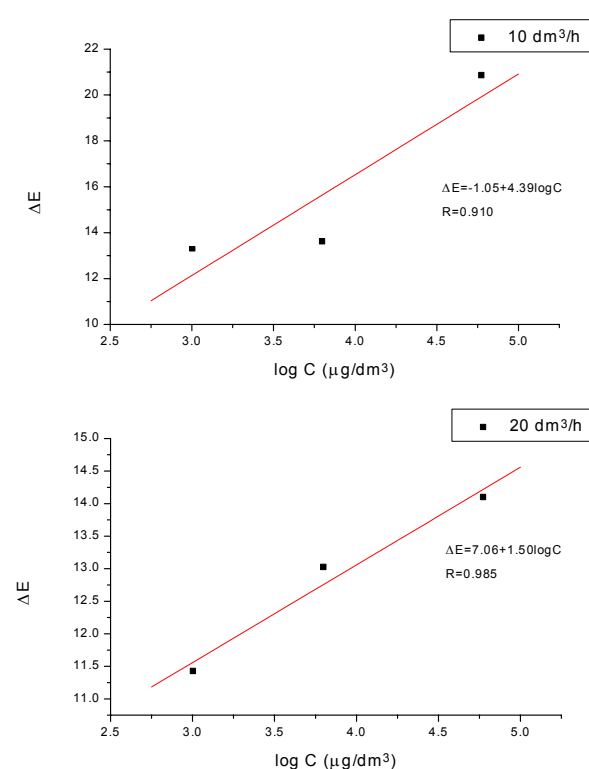 10 dm³/h
22
20
18
16
14
12
10
ΔE
ΔE=-1.05+4.39logC
R=0.910
2.5 3.0 3.5 4.0 4.5 5.0
log C (μg/dm³)
20 dm³/h
15.0
14.5
14.0
13.5
13.0
12.5
12.0
11.5
11.0
ΔE
ΔE=7.06+1.50logC
R=0.985
2.5 3.0 3.5 4.0 4.5 5.0
log C (μg/dm³)